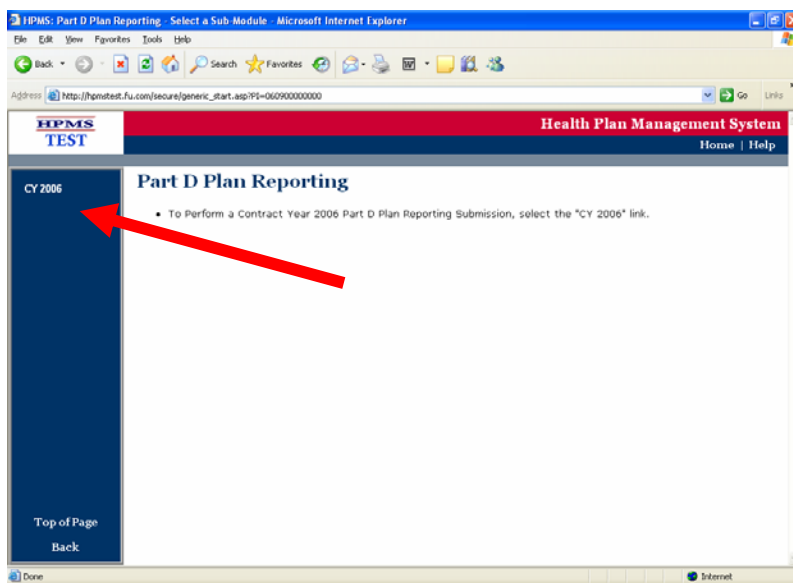 HPMS: Part D Plan Reporting - Select a Sub-Module - Microsoft Internet Explorer
File Edit View Favorites Tools Help
Back Search Favorites
Address http://hpmstest.fu.com/secure/generic_start.asp?PI=060900000000 Go Links
HPMS
TEST
Health Plan Management System
Home | Help
CY 2006
Part D Plan Reporting
• To Perform a Contract Year 2006 Part D Plan Reporting Submission, select the "CY 2006" link.
Top of Page
Back
Done Internet